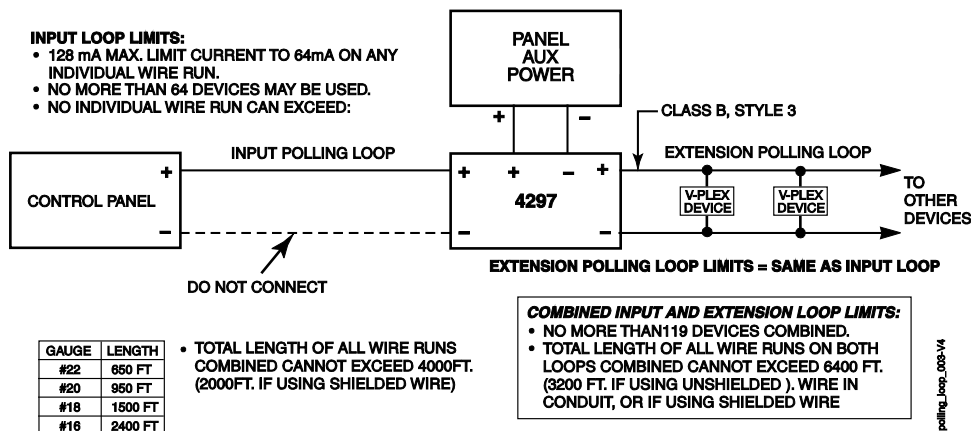 INPUT LOOP LIMITS:
• 128 mA MAX. LIMIT CURRENT TO 64mA ON ANY
INDIVIDUAL WIRE RUN.
• NO MORE THAN 64 DEVICES MAY BE USED.
• NO INDIVIDUAL WIRE RUN CAN EXCEED:
PANEL
AUX
POWER
+ −
CLASS B, STYLE 3
INPUT POLLING LOOP
EXTENSION POLLING LOOP
CONTROL PANEL
+
−
+ + − +
4297
− −
V-PLEX
DEVICE
V-PLEX
DEVICE
TO
OTHER
DEVICES
DO NOT CONNECT
EXTENSION POLLING LOOP LIMITS = SAME AS INPUT LOOP
GAUGE LENGTH
#22 650 FT
#20 950 FT
#18 1500 FT
#16 2400 FT
• TOTAL LENGTH OF ALL WIRE RUNS
COMBINED CANNOT EXCEED 4000FT.
(2000FT. IF USING SHIELDED WIRE)
COMBINED INPUT AND EXTENSION LOOP LIMITS:
• NO MORE THAN119 DEVICES COMBINED.
• TOTAL LENGTH OF ALL WIRE RUNS ON BOTH
LOOPS COMBINED CANNOT EXCEED 6400 FT.
(3200 FT. IF USING UNSHIELDED ). WIRE IN
CONDUIT, OR IF USING SHIELDED WIRE
polling_loop_003-V4